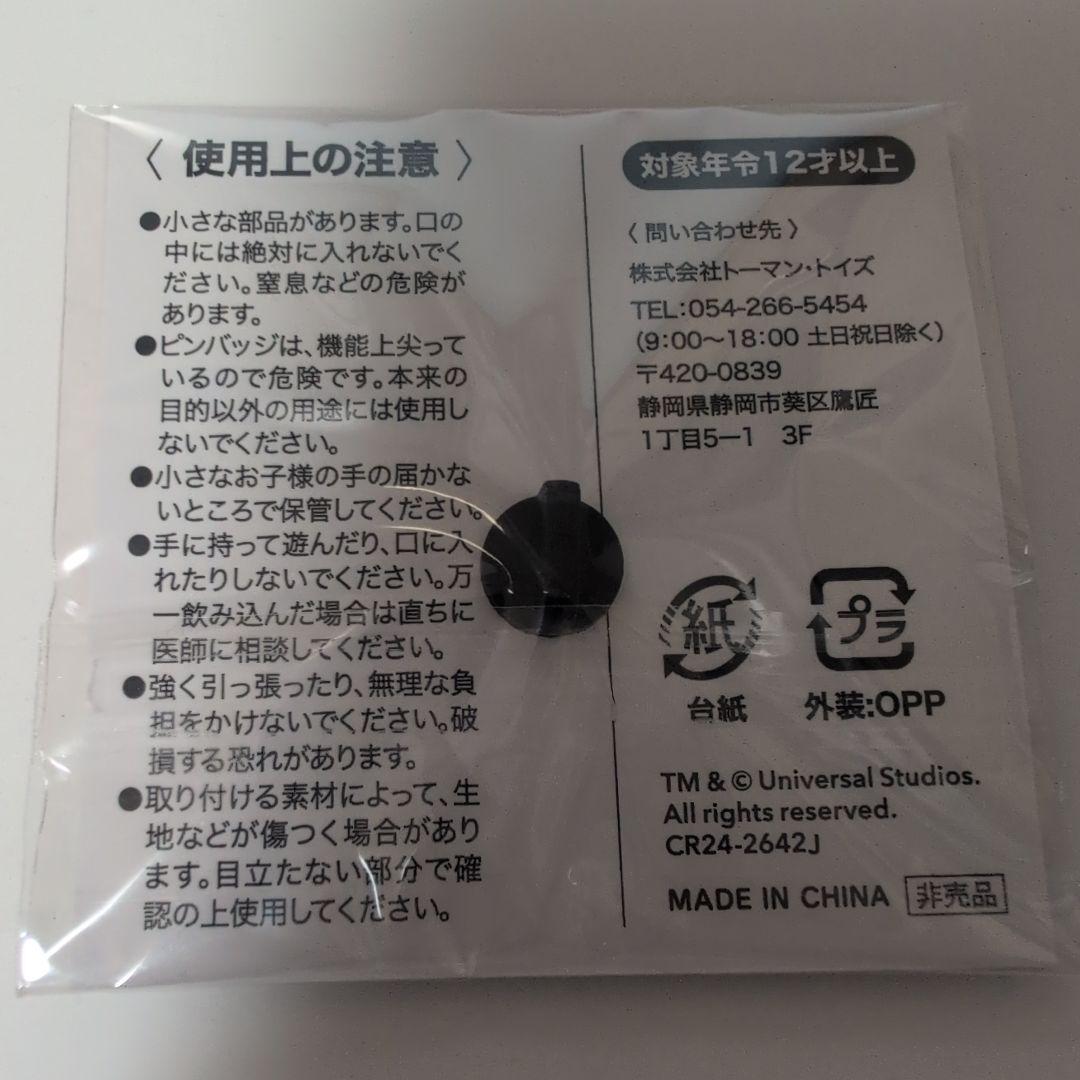 〈 使用上の注意 〉
●小さな部品があります。口の
中には絶対に入れないでく
ださい。窒息などの危険が
あります。
●ピンバッジは、機能上尖って
いるので危険です。本来の
目的以外の用途には使用し
ないでください。
●小さなお子様の手の届かな
いところで保管してください。
●手に持って遊んだり、口に入
れたりしないでください。万
一飲み込んだ場合は直ちに
医師に相談してください。
●強く引っ張ったり、無理な負
担をかけないでください。破
損する恐れがあります。
●取り付ける素材によって、生
地などが傷つく場合があり
ます。目立たない部分で確
認の上使用してください。
対象年令12才以上
〈 問い合わせ先 〉
株式会社トーマン・トイズ
TEL:054-266-5454
(9:00〜18:00 土日祝日除く)
〒420-0839
静岡県静岡市葵区鷹匠
1丁目5ー1 3F
紙
台紙
プラ
外装:OPP
TM & © Universal Studios.
All rights reserved.
CR24-2642J
MADE IN CHINA 非売品